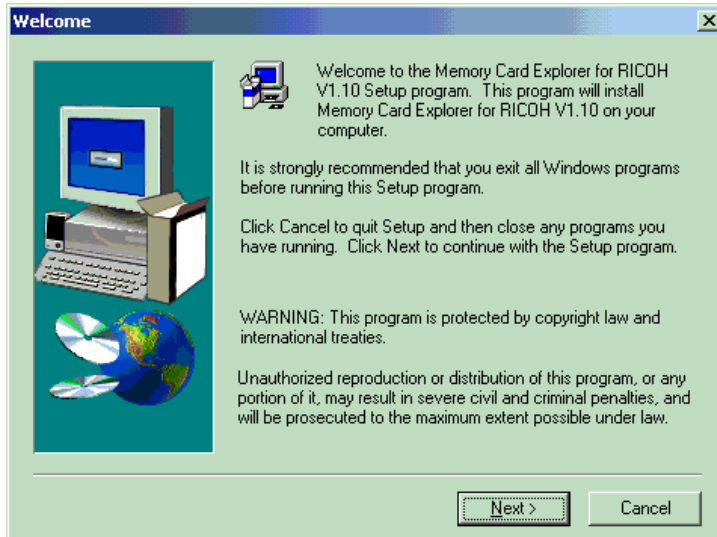 Welcome
Welcome to the Memory Card Explorer for RICOH
V1.10 Setup program.  This program will install
Memory Card Explorer for RICOH V1.10 on your
computer.
It is strongly recommended that you exit all Windows programs
before running this Setup program.
Click Cancel to quit Setup and then close any programs you
have running.  Click Next to continue with the Setup program.
WARNING: This program is protected by copyright law and
international treaties.
Unauthorized reproduction or distribution of this program, or any
portion of it, may result in severe civil and criminal penalties, and
will be prosecuted to the maximum extent possible under law.
Next >
Cancel